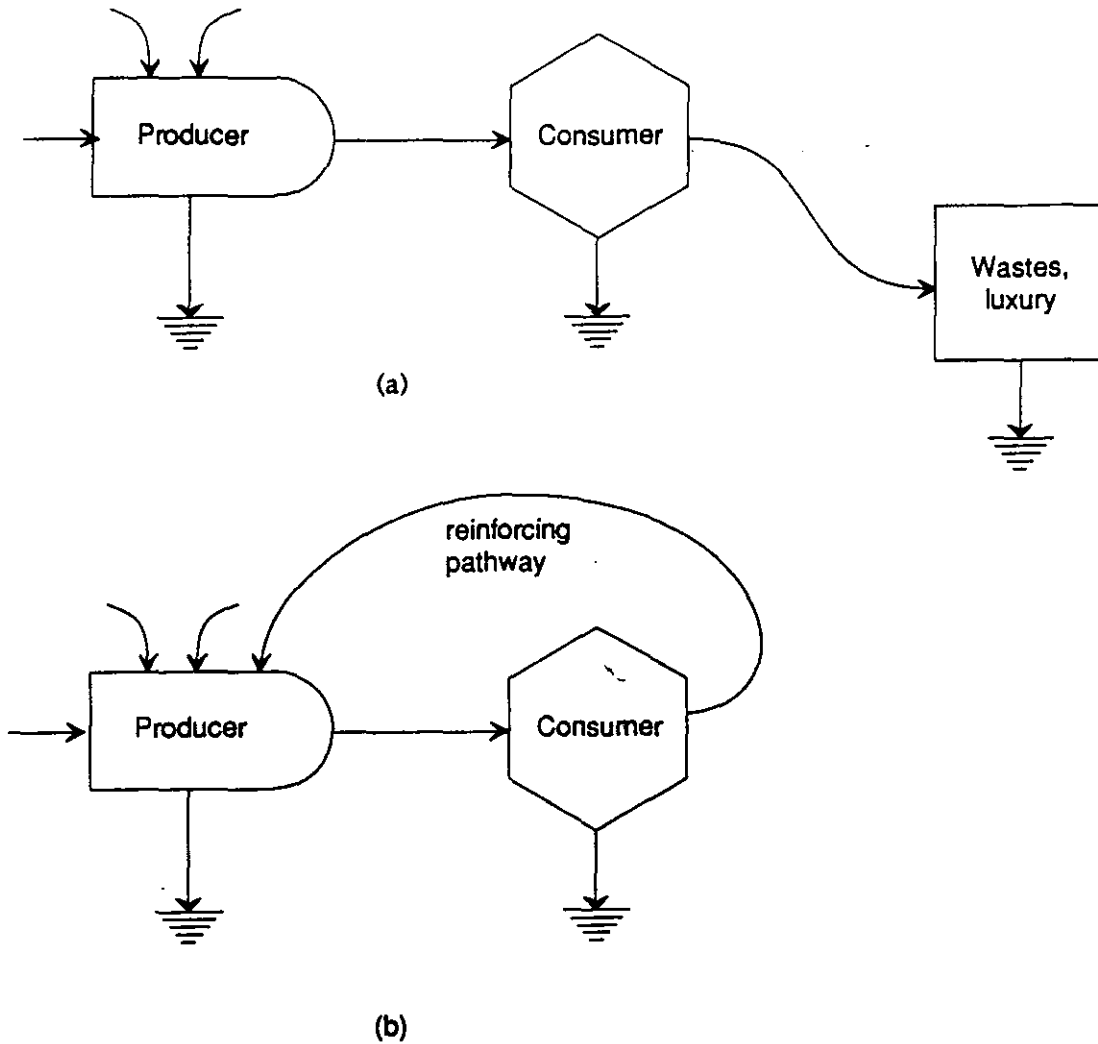 Producer
Consumer
Wastes,
luxury
(a)
reinforcing
pathway
Producer
Consumer
(b)